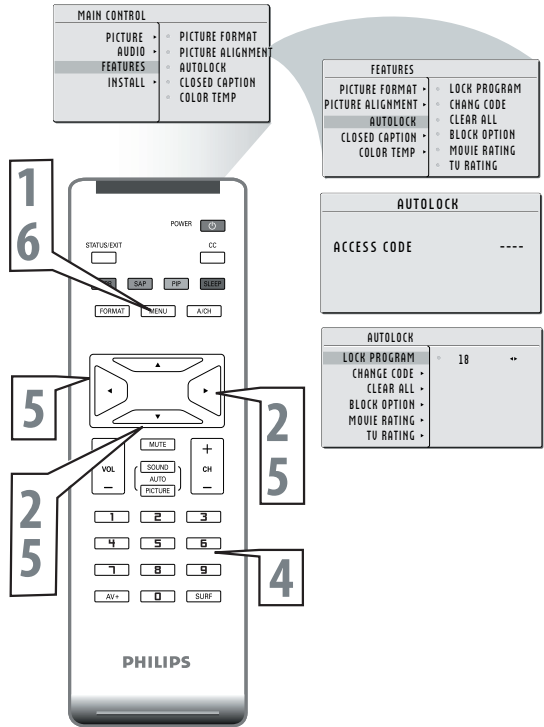 MAIN CONTROL
PICTURE ▸
AUDIO ▸
FEATURES
INSTALL ▸
PICTURE FORMAT
PICTURE ALIGNMENT
AUTOLOCK
CLOSED CAPTION
COLOR TEMP
FEATURES
PICTURE FORMAT ▸
PICTURE ALIGNMENT ▸
AUTOLOCK
CLOSED CAPTION ▸
COLOR TEMP ▸
LOCK PROGRAM
CHANG CODE
CLEAR ALL
BLOCK OPTION
MOVIE RATING
TV RATING
AUTOLOCK
ACCESS CODE ----
AUTOLOCK
LOCK PROGRAM 18 ◂▸
CHANGE CODE ▸
CLEAR ALL ▸
BLOCK OPTION ▸
MOVIE RATING ▸
TV RATING ▸
1
6
5
2
5
2
5
4
POWER
STATUS/EXIT CC
SAP PIP SLEEP
FORMAT MENU A/CH
MUTE
VOL SOUND CH
AUTO
PICTURE
1 2 3
4 5 6
7 8 9
AV+ 0 SURF
PHILIPS